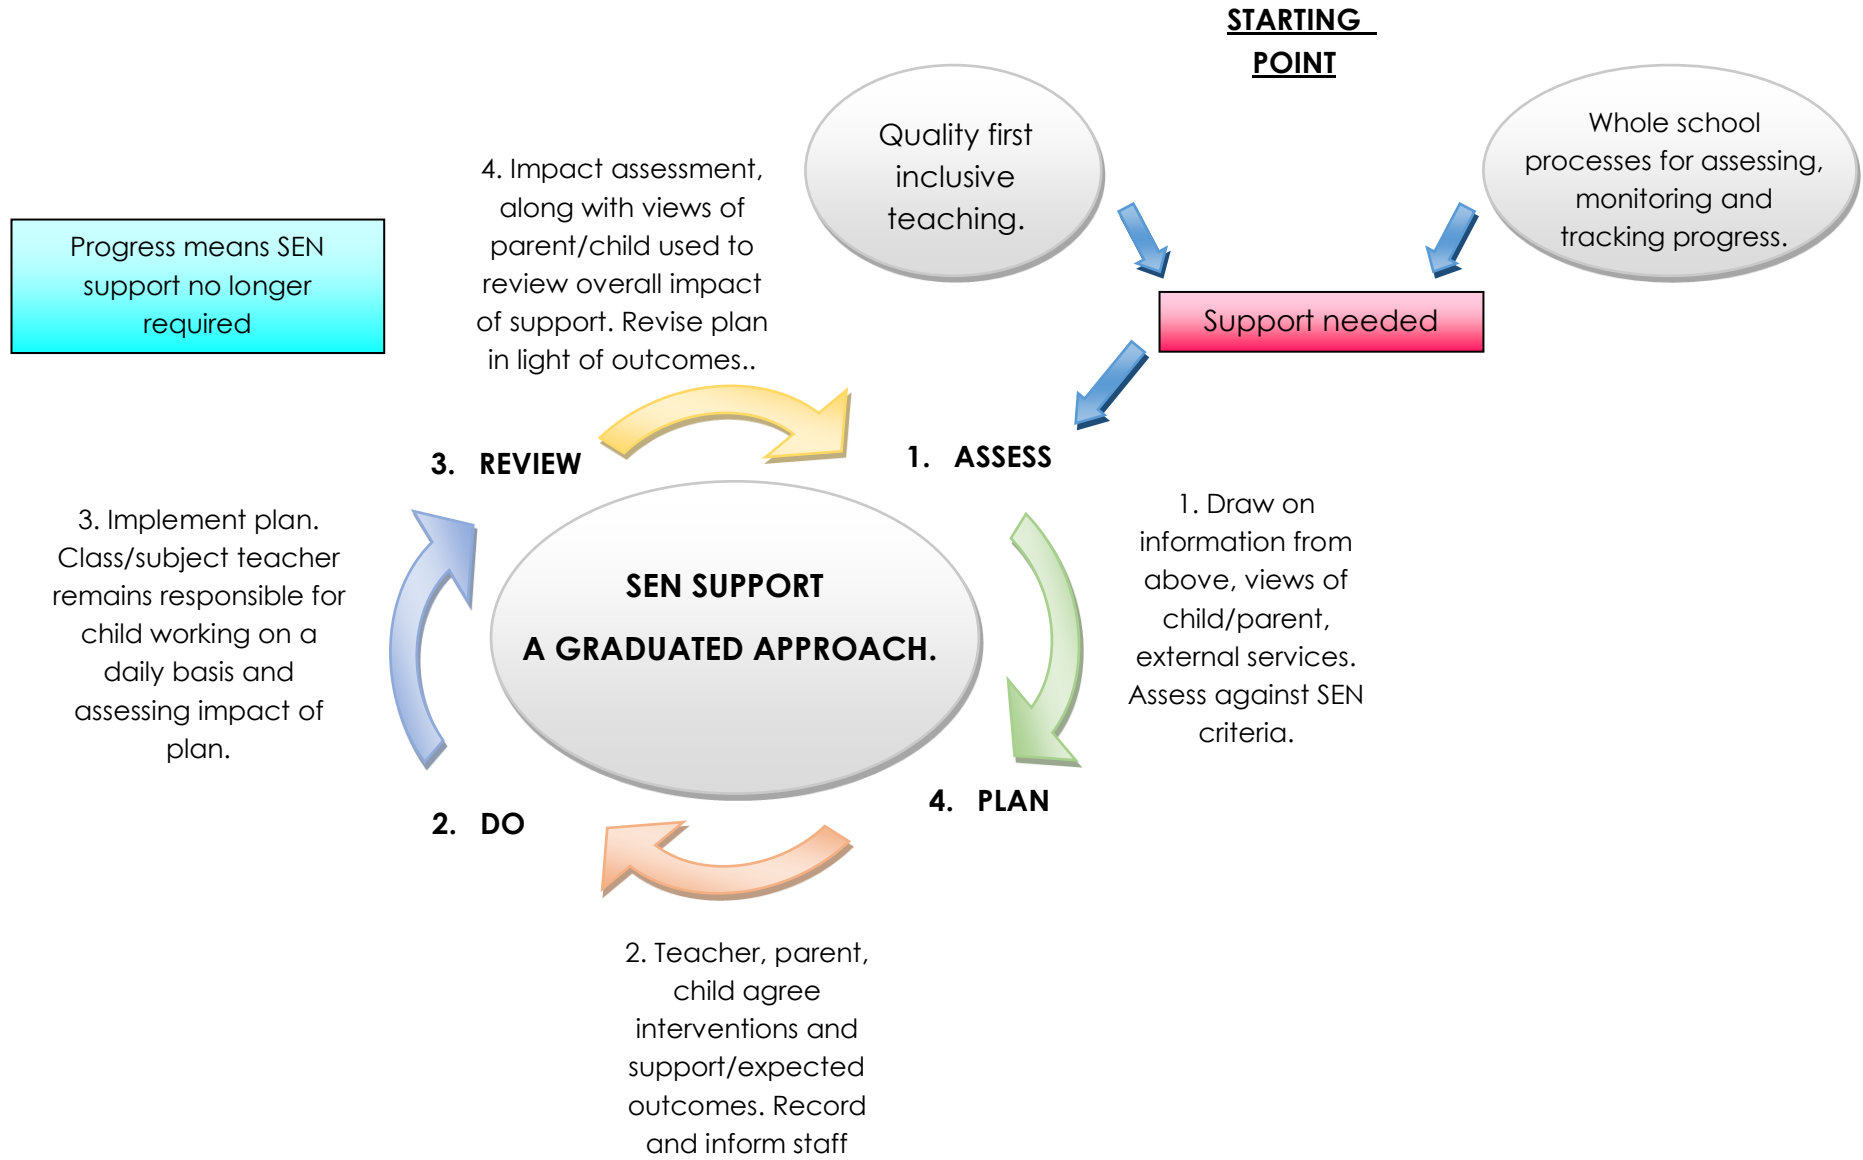 STARTING
POINT
Quality first
inclusive
teaching.
Whole school
processes for assessing,
monitoring and
tracking progress.
Support needed
4. Impact assessment,
along with views of
parent/child used to
review overall impact
of support. Revise plan
in light of outcomes..
Progress means SEN
support no longer
required
3. REVIEW
1. ASSESS
3. Implement plan.
Class/subject teacher
remains responsible for
child working on a
daily basis and
assessing impact of
plan.
SEN SUPPORT
A GRADUATED APPROACH.
1. Draw on
information from
above, views of
child/parent,
external services.
Assess against SEN
criteria.
2. DO
4. PLAN
2. Teacher, parent,
child agree
interventions and
support/expected
outcomes. Record
and inform staff